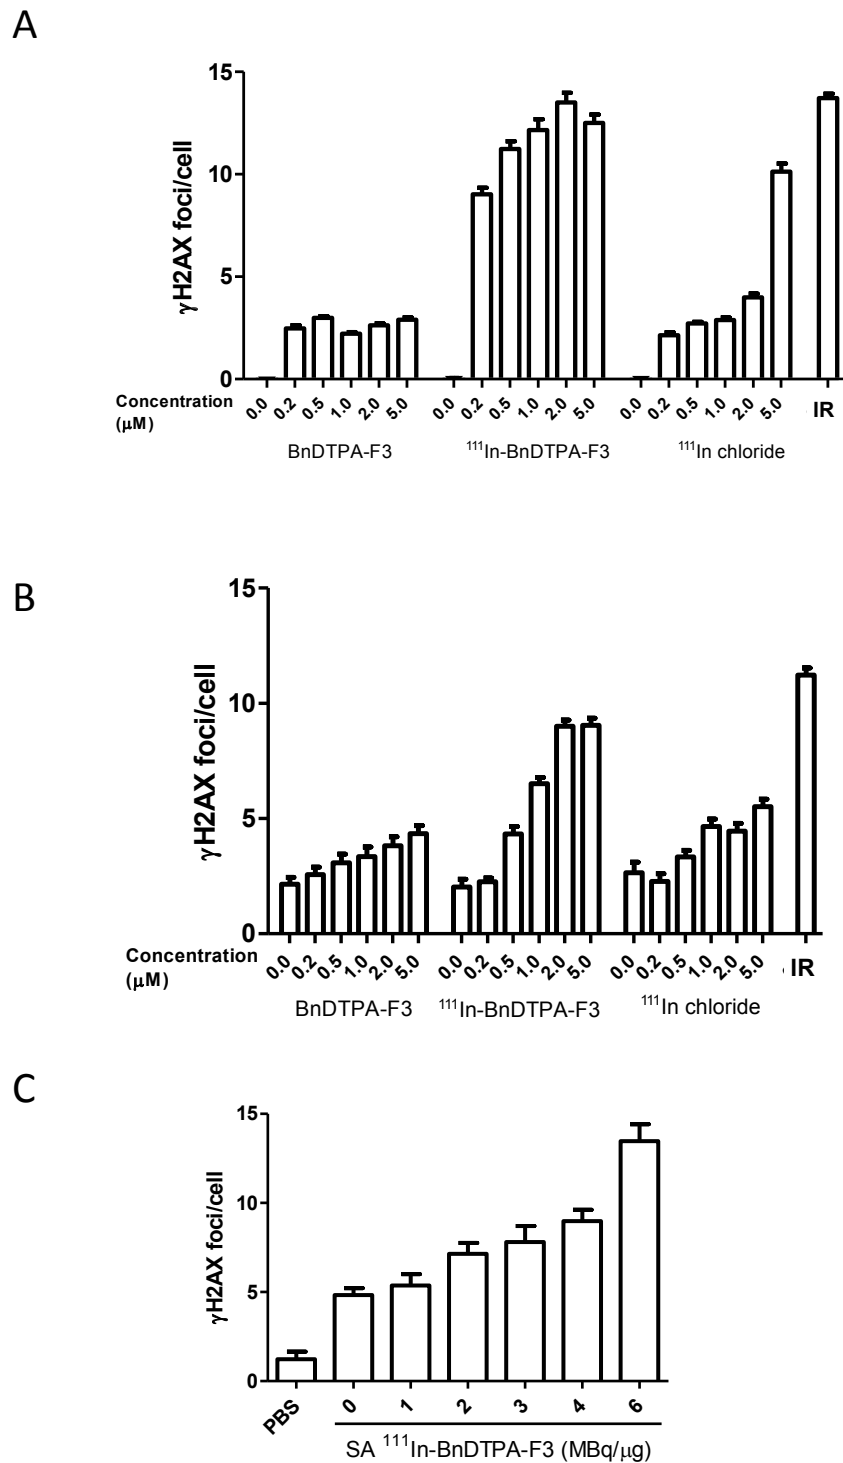 A
15
10
5
0
γH2AX foci/cell
Concentration
(μM)
0.0 0.2 0.5 1.0 2.0 5.0 0.0 0.2 0.5 1.0 2.0 5.0 0.0 0.2 0.5 1.0 2.0 5.0 IR
BnDTPA-F3 ¹¹¹In-BnDTPA-F3 ¹¹¹In chloride
B
15
10
5
0
γH2AX foci/cell
Concentration
(μM)
0.0 0.2 0.5 1.0 2.0 5.0 0.0 0.2 0.5 1.0 2.0 5.0 0.0 0.2 0.5 1.0 2.0 5.0 IR
BnDTPA-F3 ¹¹¹In-BnDTPA-F3 ¹¹¹In chloride
C
15
10
5
0
γH2AX foci/cell
PBS 0 1 2 3 4 6
SA ¹¹¹In-BnDTPA-F3 (MBq/μg)